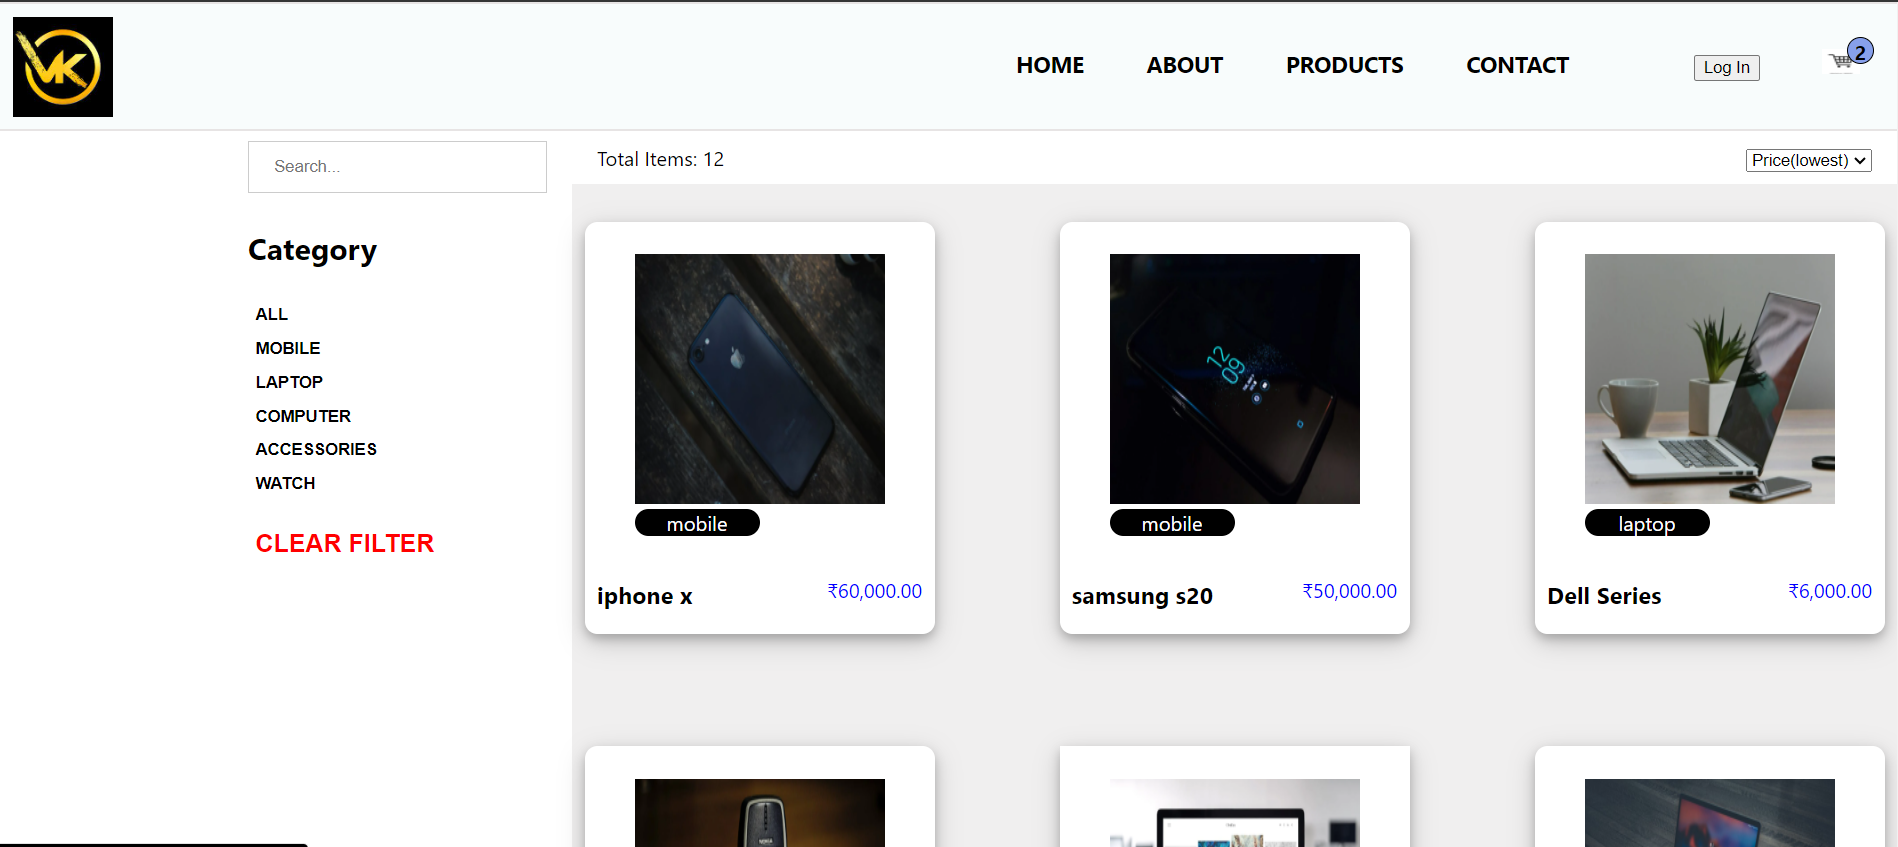 VK
HOME ABOUT PRODUCTS CONTACT Log In 2
Search...
Total Items: 12
Price(lowest)
Category
ALL
MOBILE
LAPTOP
COMPUTER
ACCESSORIES
WATCH
CLEAR FILTER
12
09
mobile
mobile
laptop
iphone x ₹60,000.00
samsung s20 ₹50,000.00
Dell Series ₹6,000.00